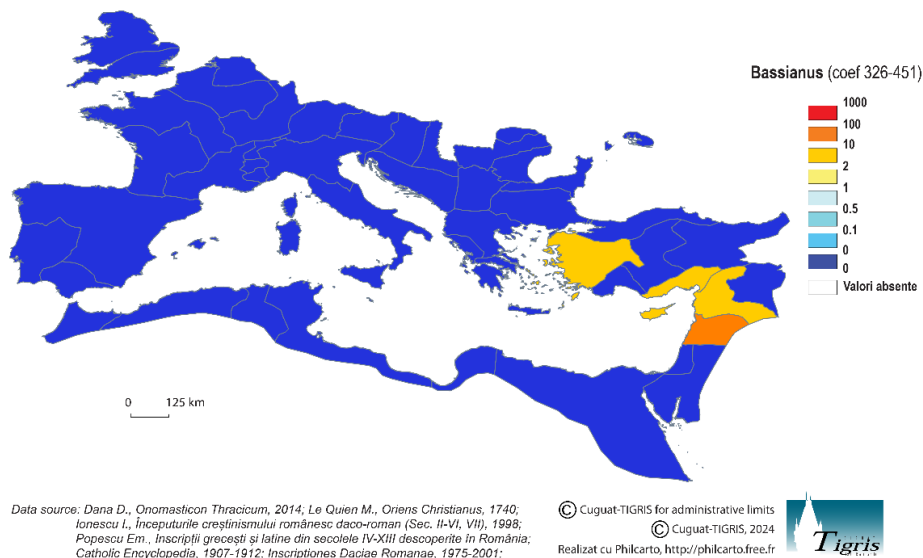 Bassianus (coef 326-451)
1000
100
10
2
1
0.5
0.1
0
0
Valori absente
0 125 km
Data source: Dana D., Onomasticon Thracicum, 2014; Le Quien M., Oriens Christianus, 1740;
Ionescu I., Începuturile creștinismului românesc daco-roman (Sec. II-VI, VII), 1998;
Popescu Em., Inscripții grecești și latine din secolele IV-XIII descoperite în România;
Catholic Encyclopedia, 1907-1912; Inscriptiones Daciae Romanae, 1975-2001;
© Cuguat-TIGRIS for administrative limits
© Cuguat-TIGRIS, 2024
Realizat cu Philcarto, http://philcarto.free.fr
Tigris